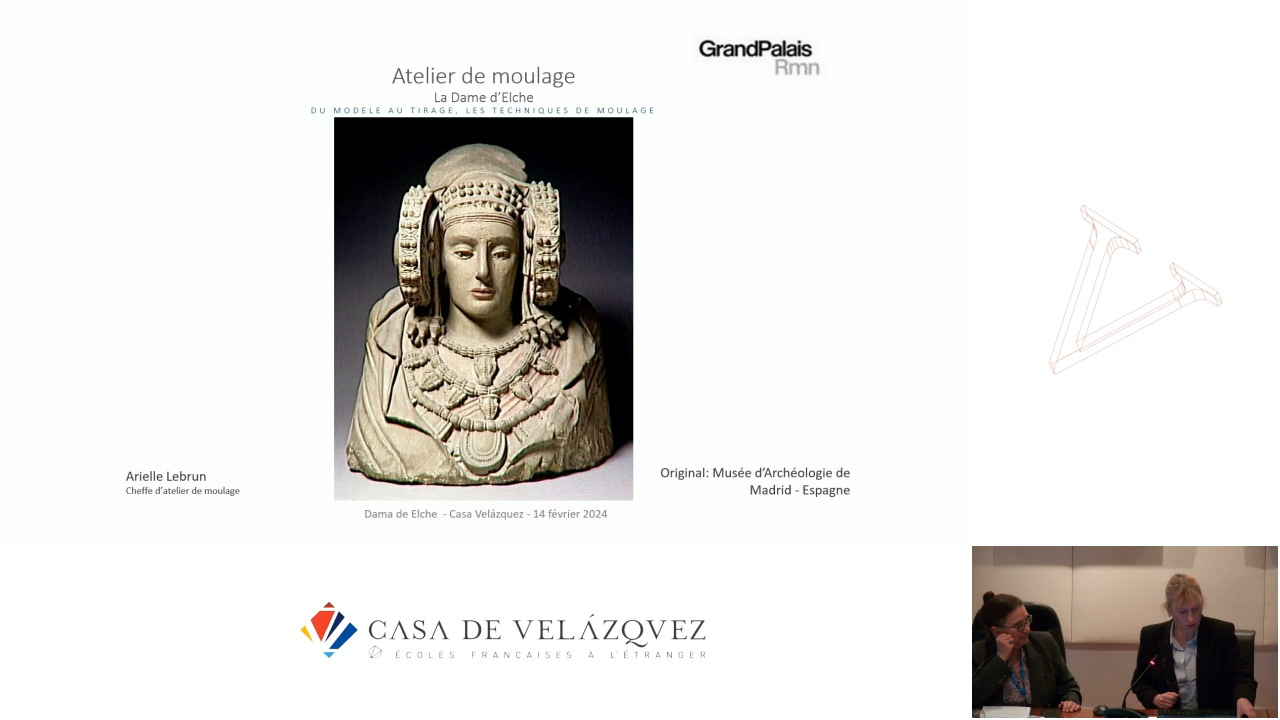 GrandPalais
Rmn
Atelier de moulage
La Dame d'Elche
DU MODELE AU TIRAGE, LES TECHNIQUES DE MOULAGE
Arielle Lebrun
Cheffe d'atelier de moulage
Original: Musée d'Archéologie de
Madrid - Espagne
Dama de Elche - Casa Velázquez - 14 février 2024
CASA DE VELÁZQVEZ
ÉCOLES FRANÇAISES À L'ÉTRANGER